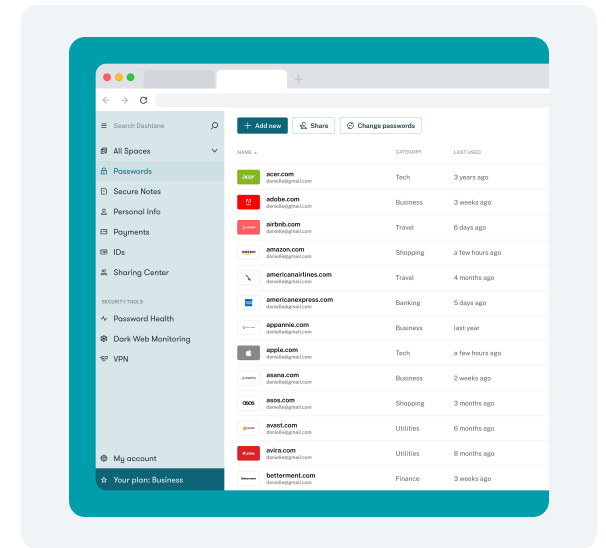 Search Dashlane
All Spaces
Passwords
Secure Notes
Personal Info
Payments
IDs
Sharing Center
SECURITY TOOLS
Password Health
Dark Web Monitoring
VPN
My account
Your plan: Business
+ Add new Share Change passwords
NAME CATEGORY LAST USED
acer acer.com Tech 3 years ago
danielle@gmail.com
adobe.com Business 3 weeks ago
danielle@gmail.com
airbnb.com Travel 6 days ago
danielle@gmail.com
amazon amazon.com Shopping a few hours ago
danielle@gmail.com
americanairlines.com Travel 4 months ago
danielle@gmail.com
americanexpress.com Banking 5 days ago
danielle@gmail.com
appannie.com Business last year
danielle@gmail.com
apple.com Tech a few hours ago
danielle@gmail.com
asana.com Business 2 weeks ago
danielle@gmail.com
asos asos.com Shopping 3 months ago
danielle@gmail.com
avast.com Utilities 6 months ago
danielle@gmail.com
avira.com Utilities 8 months ago
danielle@gmail.com
Betterment betterment.com Finance 3 weeks ago
danielle@gmail.com